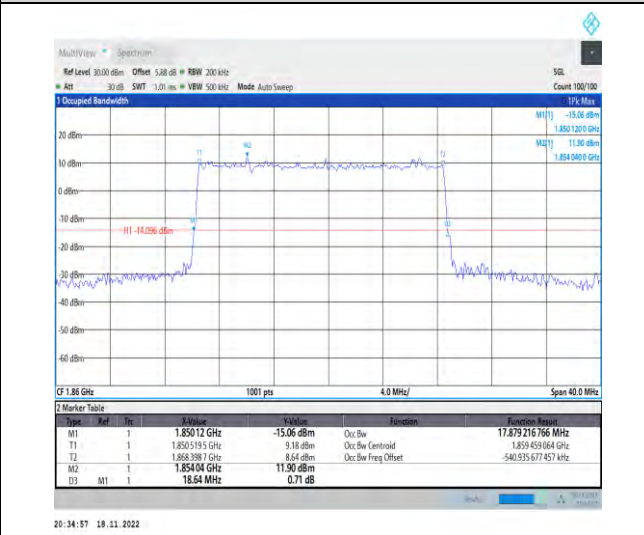 MultiView Spectrum
Ref Level 30.00 dBm Offset 5.88 dB RBW 200 kHz SGL
Att 30 dB SWT 1.01 ms VBW 500 kHz Mode Auto Sweep Count 100/100
1 Occupied Bandwidth 1Pk Max
M1[1] -15.06 dBm
1.850 120 0 GHz
M2[1] 11.90 dBm
1.854 040 0 GHz
20 dBm
10 dBm
0 dBm
-10 dBm
H1 -14.096 dBm
-20 dBm
-30 dBm
-40 dBm
-50 dBm
-60 dBm
T1
M2
T2
M1
D3
CF 1.86 GHz 1001 pts 4.0 MHz/ Span 40.0 MHz
2 Marker Table
Type Ref Trc X-Value Y-Value Function Function Result
M1 1 1.85012 GHz -15.06 dBm Occ Bw 17.879 216 766 MHz
T1 1 1.850 519 5 GHz 9.18 dBm Occ Bw Centroid 1.859 459 064 GHz
T2 1 1.868 398 7 GHz 8.64 dBm Occ Bw Freq Offset -540.935 677 457 kHz
M2 1 1.85404 GHz 11.90 dBm
D3 M1 1 18.64 MHz 0.71 dB
20:34:57 18.11.2022